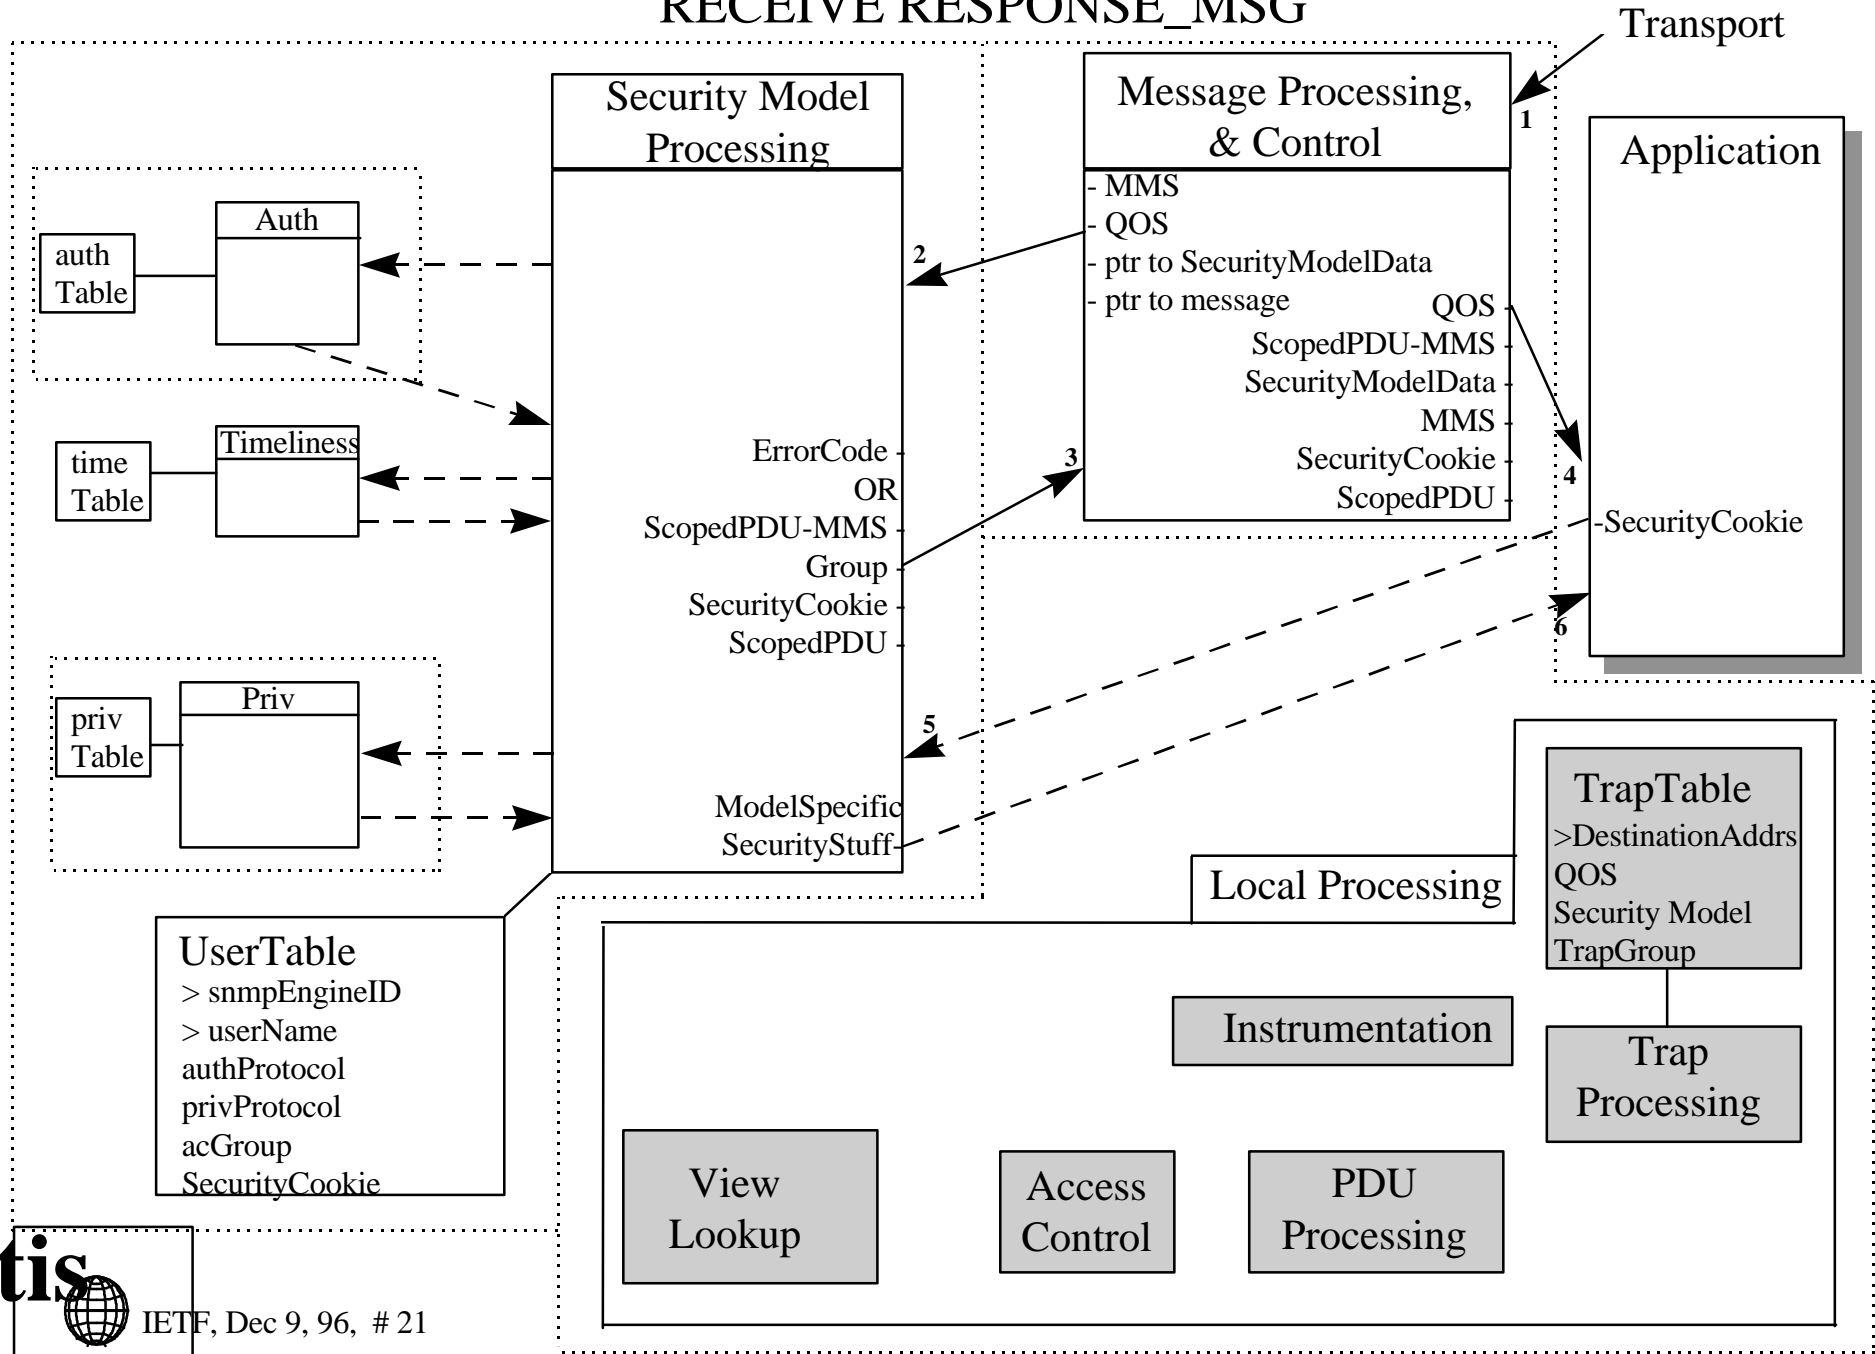 RECEIVE RESPONSE_MSG
Transport
1
Security Model
Processing
Message Processing,
& Control
Application
Auth
auth
Table
- MMS
- QOS
- ptr to SecurityModelData
- ptr to message
2
QOS -
ScopedPDU-MMS -
SecurityModelData -
MMS -
SecurityCookie -
ScopedPDU -
4
-SecurityCookie
6
Timeliness
time
Table
ErrorCode -
OR
ScopedPDU-MMS -
Group -
SecurityCookie -
ScopedPDU -
3
Priv
priv
Table
5
ModelSpecific
SecurityStuff-
UserTable
> snmpEngineID
> userName
authProtocol
privProtocol
acGroup
SecurityCookie
Local Processing
TrapTable
>DestinationAddrs
QOS
Security Model
TrapGroup
Instrumentation
Trap
Processing
View
Lookup
Access
Control
PDU
Processing
tis
IETF, Dec 9, 96, # 21